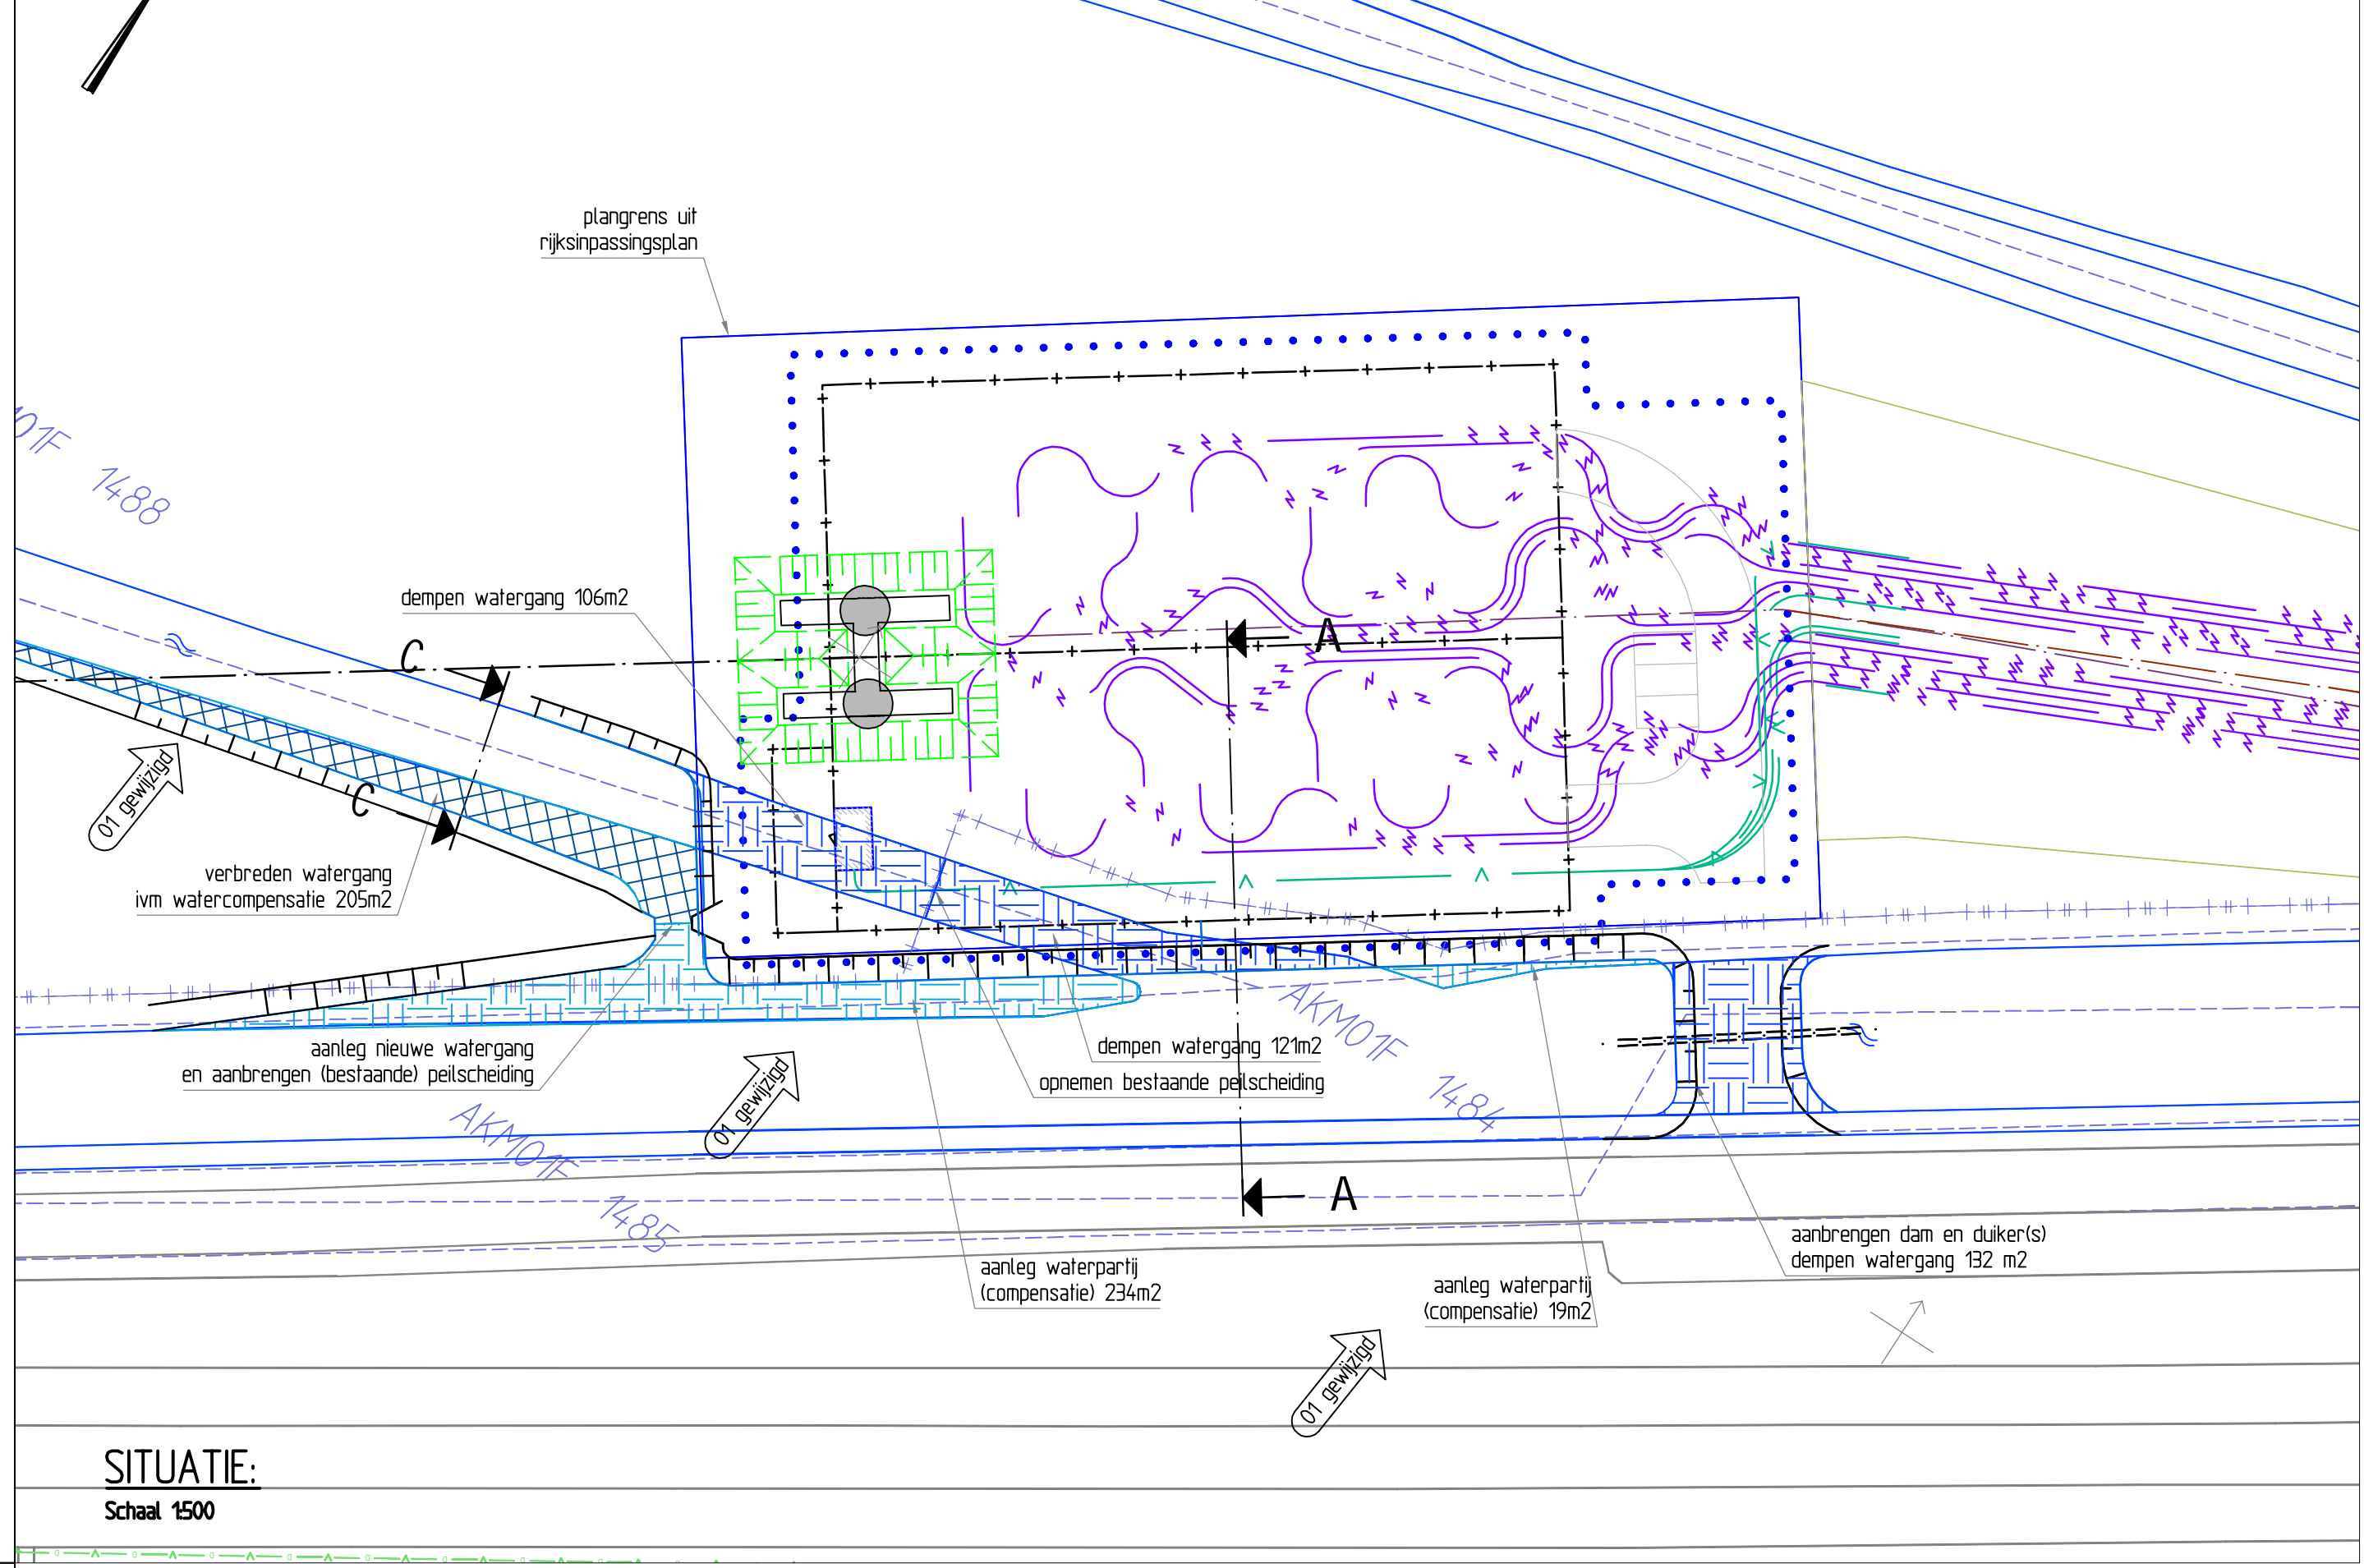 plangrens uit
rijksinpassingsplan
01F 1488
dempen watergang 106m2
C
A
C
01 gewijzigd
verbreden watergang
ivm watercompensatie 205m2
aanleg nieuwe watergang
en aanbrengen (bestaande) peilscheiding
AKM01F 1484
dempen watergang 121m2
opnemen bestaande peilscheiding
01 gewijzigd
AKM01F 1485
A
aanbrengen dam en duiker(s)
dempen watergang 132 m2
aanleg waterpartij
(compensatie) 234m2
aanleg waterpartij
(compensatie) 19m2
01 gewijzigd
SITUATIE:
Schaal 1:500